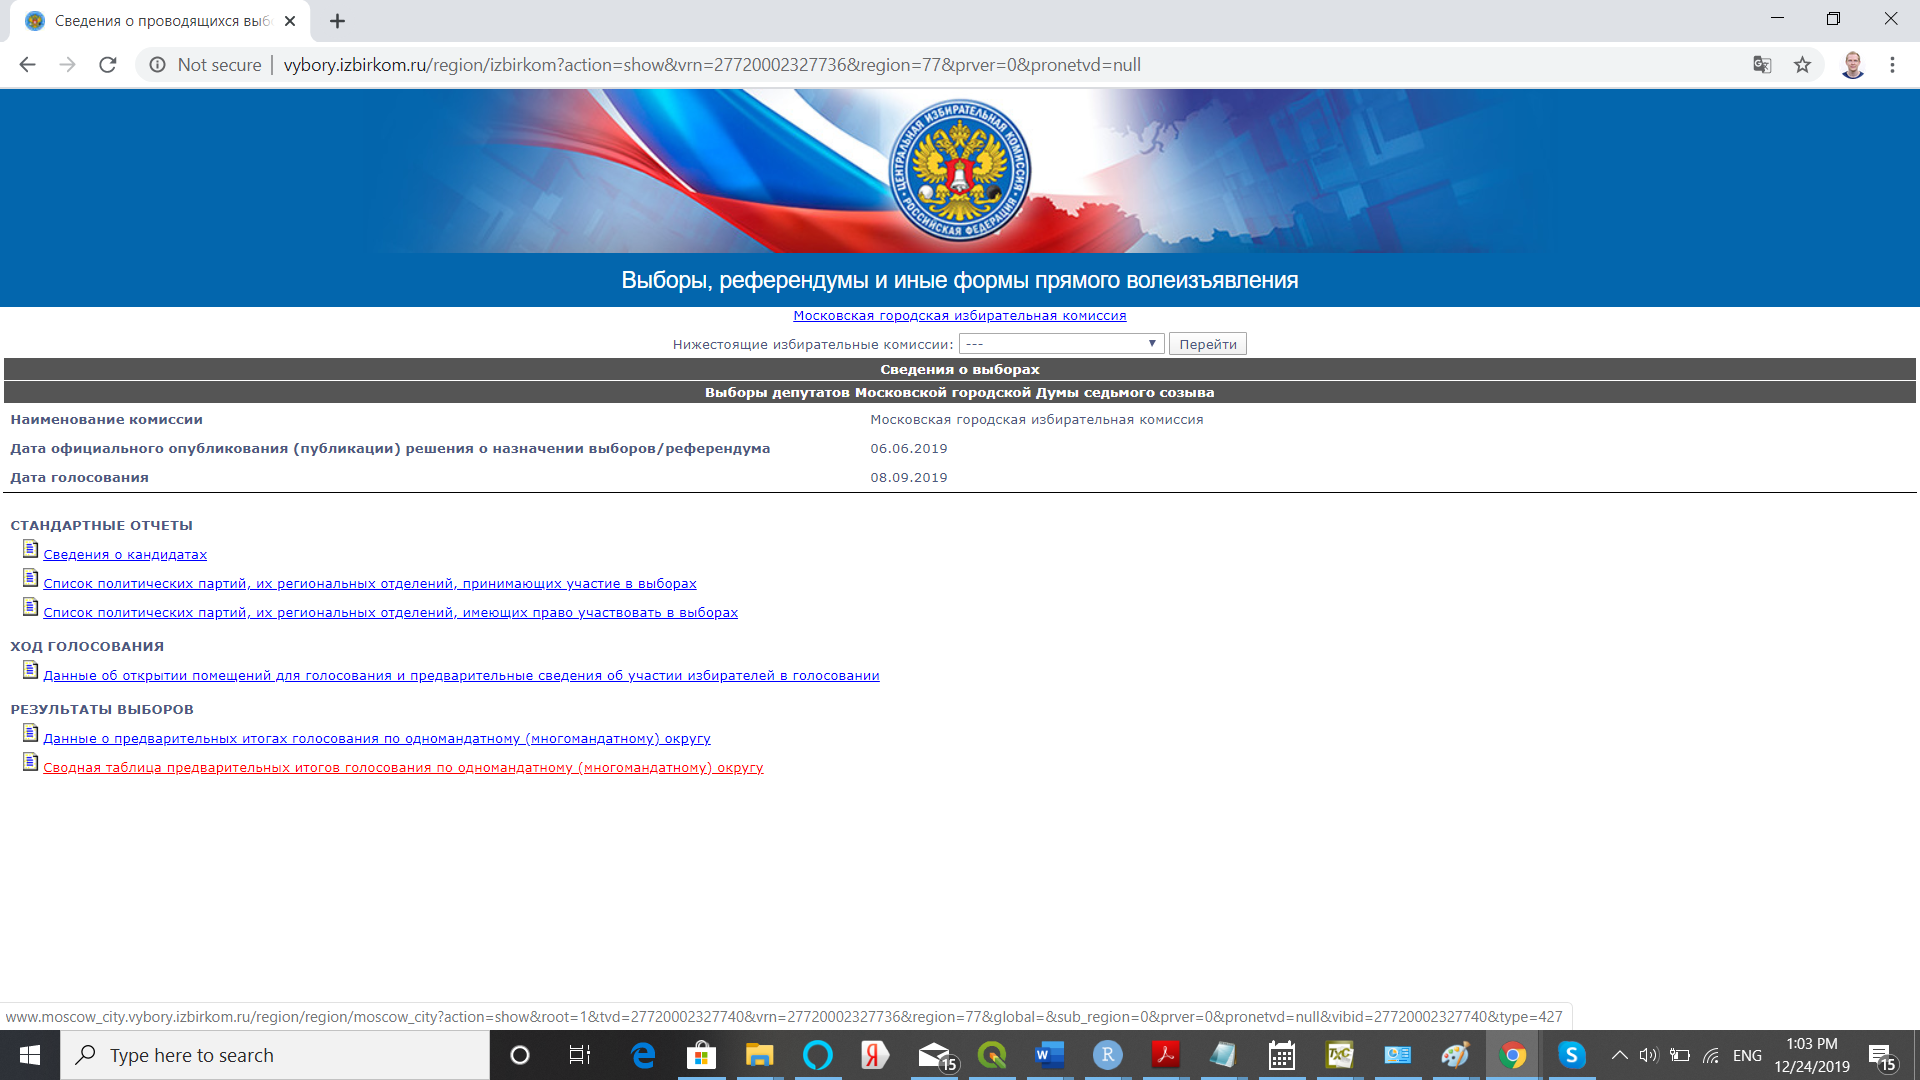 Сведения о проводящихся выб
Not secure | vybory.izbirkom.ru/region/izbirkom?action=show&vrn=27720002327736&region=77&prver=0&pronetvd=null
ЦЕНТРАЛЬНАЯ ИЗБИРАТЕЛЬНАЯ КОМИССИЯ
РОССИЙСКАЯ ФЕДЕРАЦИЯ
Выборы, референдумы и иные формы прямого волеизъявления
Московская городская избирательная комиссия
Нижестоящие избирательные комиссии: --- Перейти
Сведения о выборах
Выборы депутатов Московской городской Думы седьмого созыва
Наименование комиссии Московская городская избирательная комиссия
Дата официального опубликования (публикации) решения о назначении выборов/референдума 06.06.2019
Дата голосования 08.09.2019
СТАНДАРТНЫЕ ОТЧЕТЫ
Сведения о кандидатах
Список политических партий, их региональных отделений, принимающих участие в выборах
Список политических партий, их региональных отделений, имеющих право участвовать в выборах
ХОД ГОЛОСОВАНИЯ
Данные об открытии помещений для голосования и предварительные сведения об участии избирателей в голосовании
РЕЗУЛЬТАТЫ ВЫБОРОВ
Данные о предварительных итогах голосования по одномандатному (многомандатному) округу
Сводная таблица предварительных итогов голосования по одномандатному (многомандатному) округу
www.moscow_city.vybory.izbirkom.ru/region/region/moscow_city?action=show&root=1&tvd=27720002327740&vrn=27720002327736&region=77&global=&sub_region=0&prver=0&pronetvd=null&vibid=27720002327740&type=427
Type here to search
15
ENG
1:03 PM
12/24/2019
15